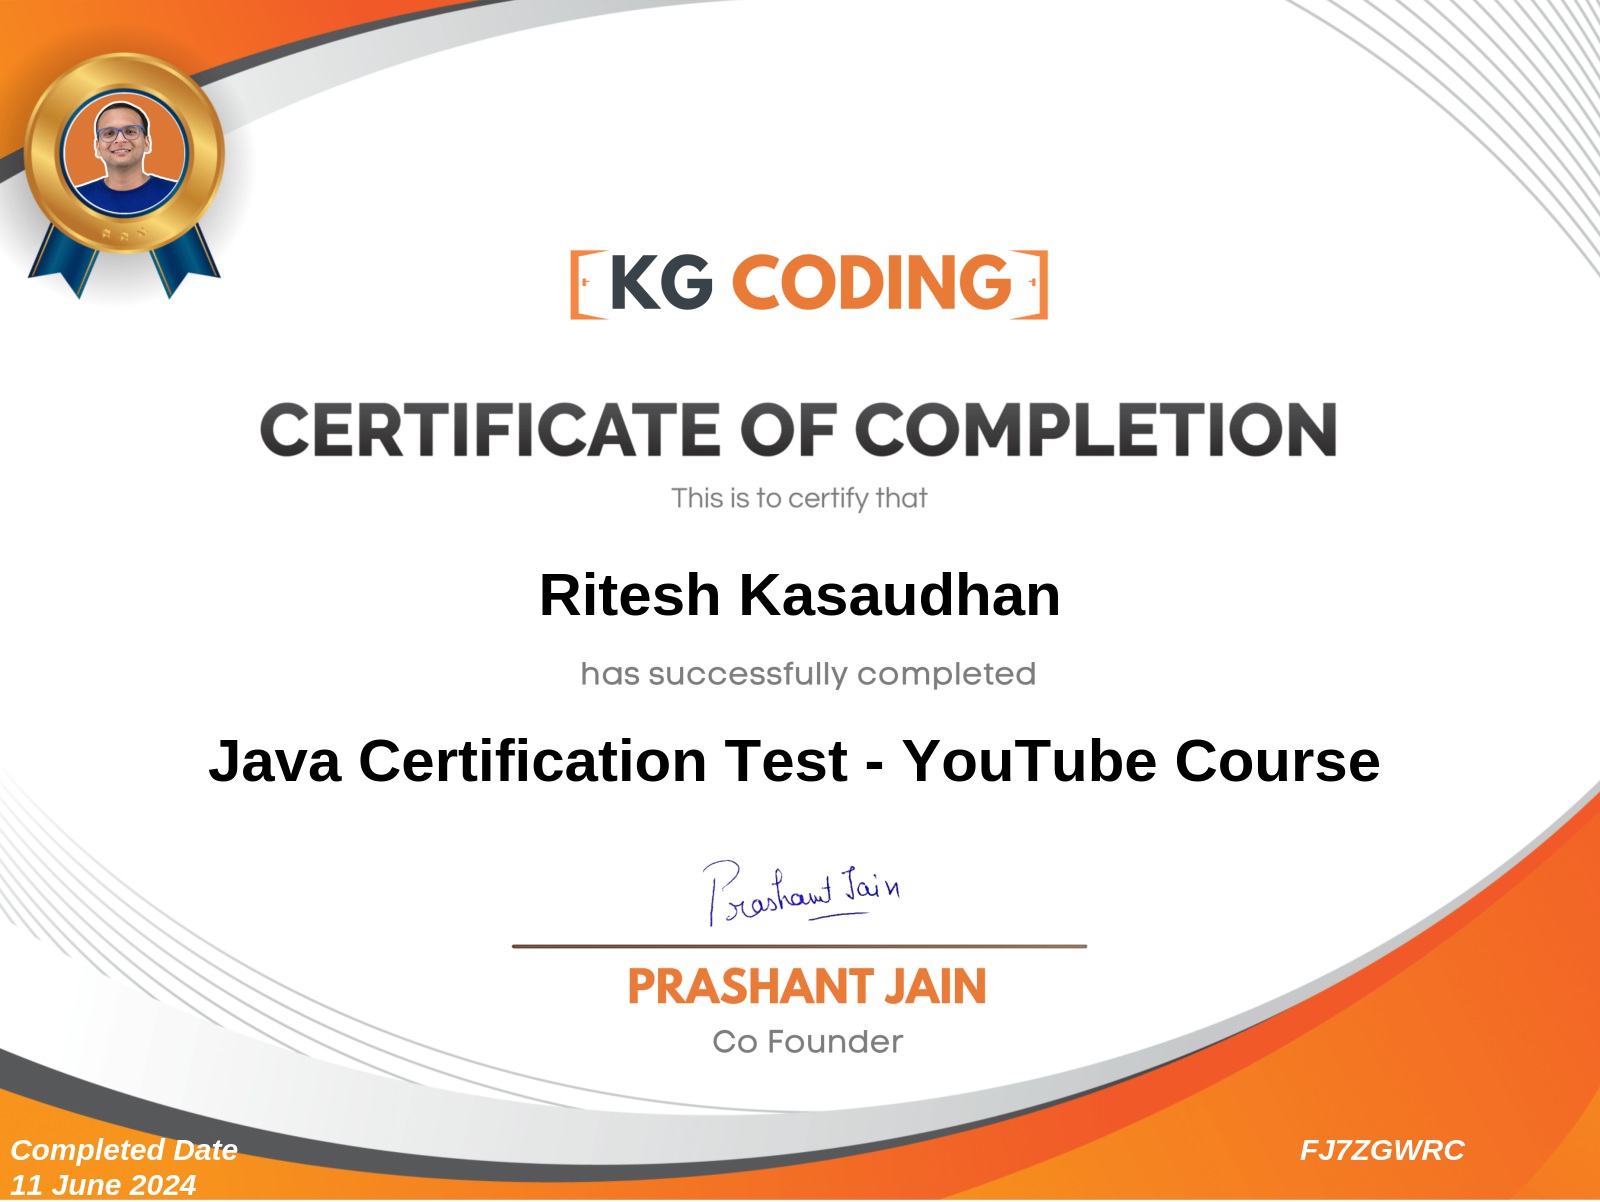 KG CODING
CERTIFICATE OF COMPLETION
This is to certify that
Ritesh Kasaudhan
has successfully completed
Java Certification Test - YouTube Course
Prashant Jain
PRASHANT JAIN
Co Founder
Completed Date
11 June 2024
FJ7ZGWRC